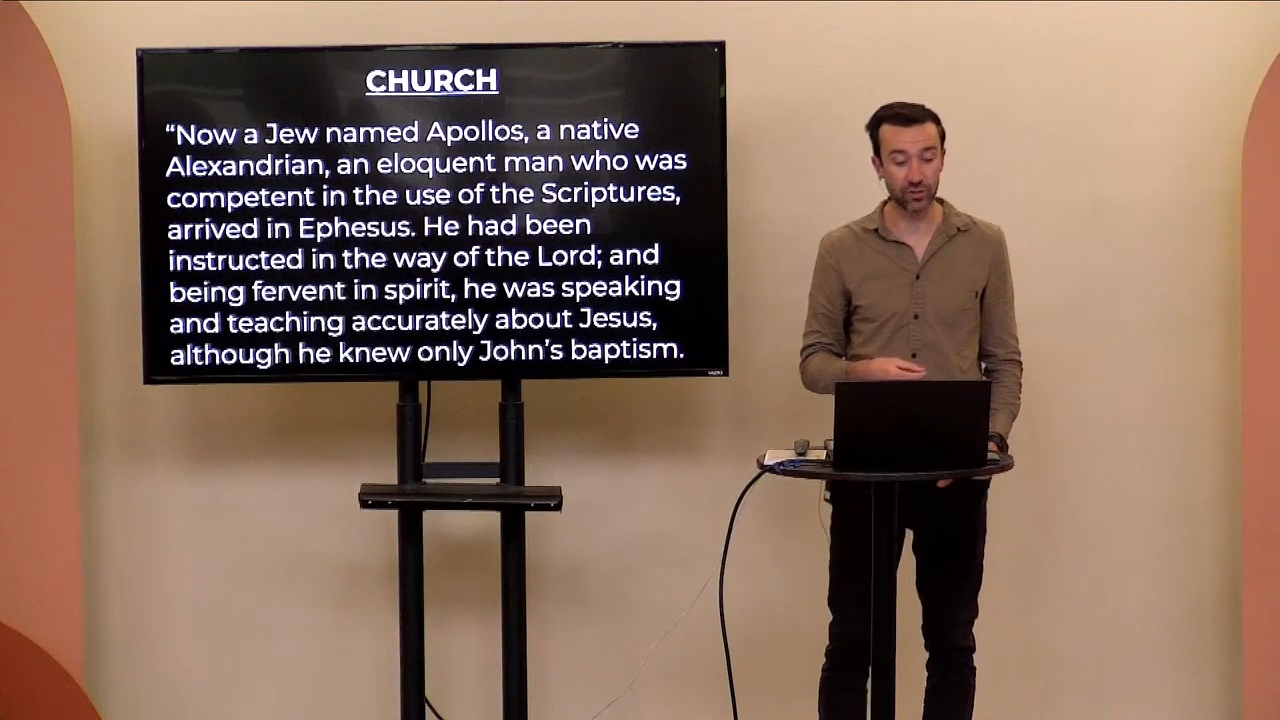 CHURCH
“Now a Jew named Apollos, a native
Alexandrian, an eloquent man who was
competent in the use of the Scriptures,
arrived in Ephesus. He had been
instructed in the way of the Lord; and
being fervent in spirit, he was speaking
and teaching accurately about Jesus,
although he knew only John’s baptism.
VIZIO